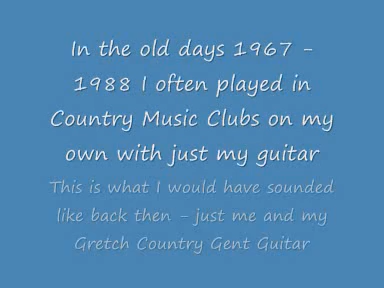 In the old days 1967 -
1988 I often played in
Country Music Clubs on my
own with just my guitar
This is what I would have sounded
like back then - just me and my
Gretch Country Gent Guitar